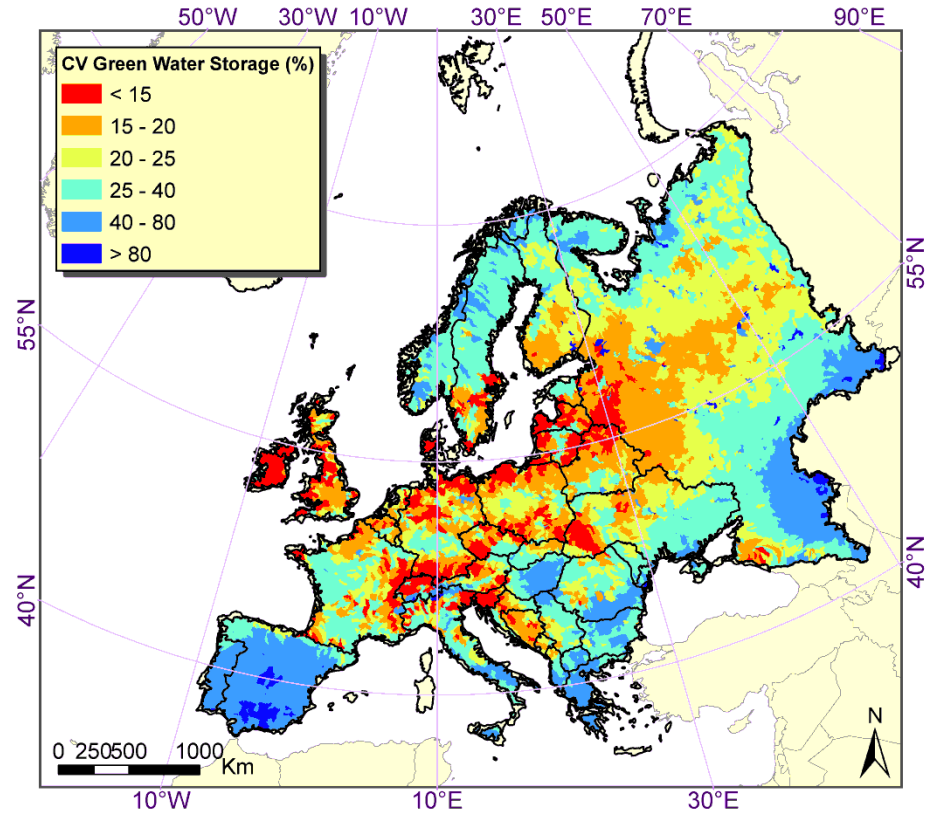 50°W 30°W 10°W 30°E 50°E 70°E 90°E
CV Green Water Storage (%)
< 15
15 - 20
20 - 25
25 - 40
40 - 80
> 80
55°N
55°N
40°N
40°N
N
0 250500 1000
Km
10°W 10°E 30°E